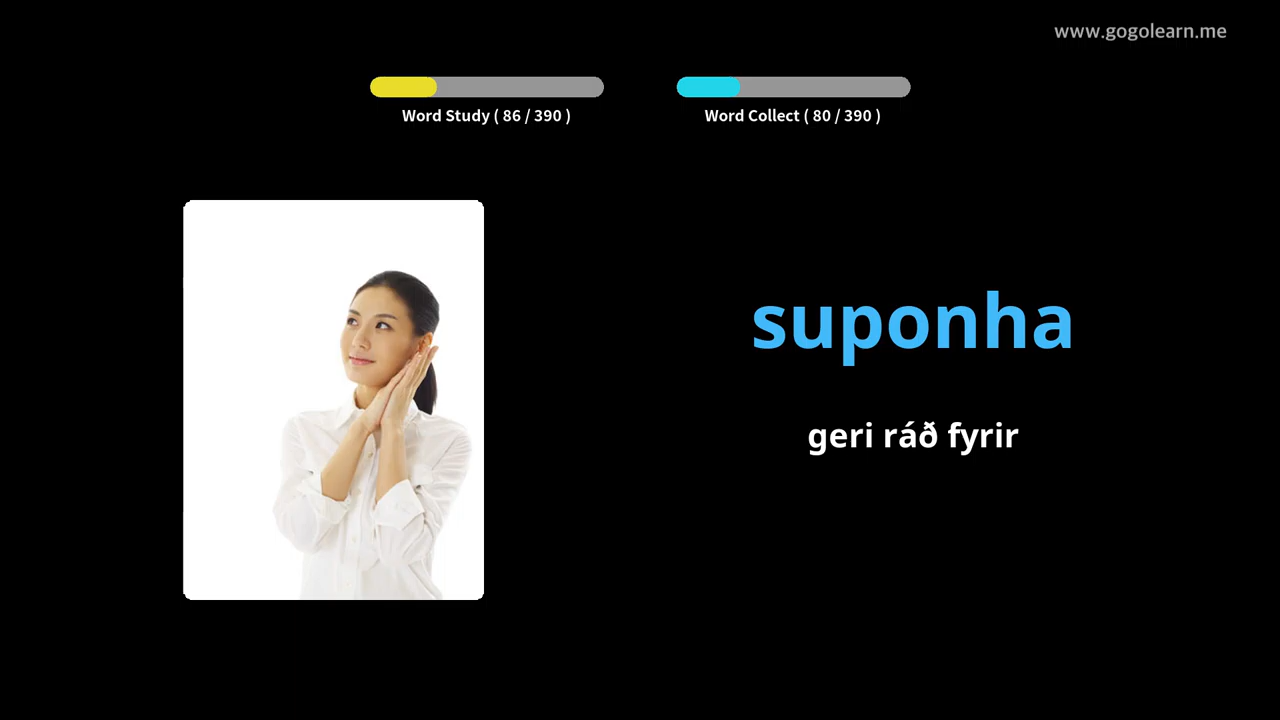 www.gogolearn.me
Word Study ( 86 / 390 )
Word Collect ( 80 / 390 )
suponha
geri ráð fyrir